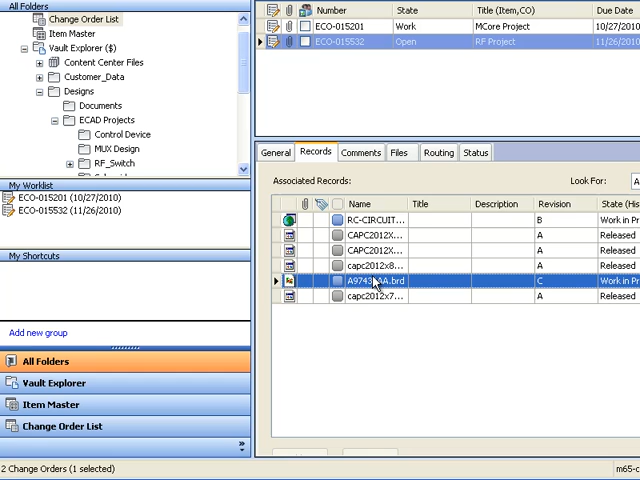 All Folders
Change Order List
Item Master
Vault Explorer ($)
Content Center Files
Customer_Data
Designs
Documents
ECAD Projects
Control Device
MUX Design
RF_Switch
My Worklist
ECO-015201 (10/27/2010)
ECO-015532 (11/26/2010)
My Shortcuts
Add new group
All Folders
Vault Explorer
Item Master
Change Order List
2 Change Orders (1 selected)
Number State Title (Item,CO) Due Date
ECO-015201 Work MCore Project 10/27/2010
ECO-015532 Open RF Project 11/26/2010
General Records Comments Files Routing Status
Associated Records: Look For: A
Name Title Description Revision State (His
RC-CIRCUIT... B Work in Pr
CAPC2012X... A Released
CAPC2012X... A Released
capc2012x8... A Released
.brd C Work in Pr
capc2012x7... A Released
m65-c